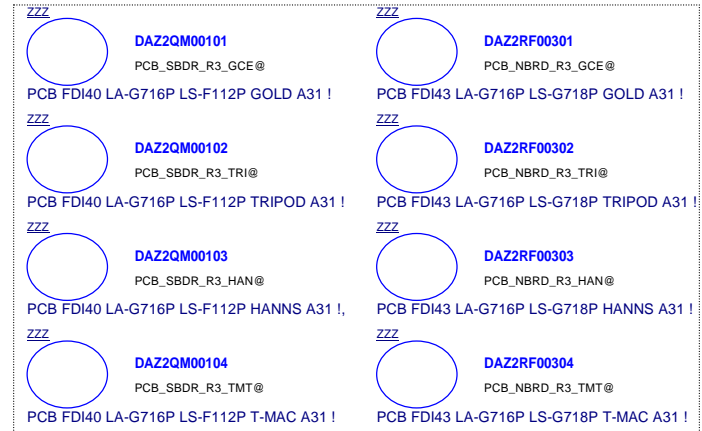 ZZZ
DAZ2QM00101
PCB_SBDR_R3_GCE@
PCB FDI40 LA-G716P LS-F112P GOLD A31 !
ZZZ
DAZ2RF00301
PCB_NBRD_R3_GCE@
PCB FDI43 LA-G716P LS-G718P GOLD A31 !
ZZZ
DAZ2QM00102
PCB_SBDR_R3_TRI@
PCB FDI40 LA-G716P LS-F112P TRIPOD A31 !
ZZZ
DAZ2RF00302
PCB_NBRD_R3_TRI@
PCB FDI43 LA-G716P LS-G718P TRIPOD A31 !
ZZZ
DAZ2QM00103
PCB_SBDR_R3_HAN@
PCB FDI40 LA-G716P LS-F112P HANNS A31 !,
ZZZ
DAZ2RF00303
PCB_NBRD_R3_HAN@
PCB FDI43 LA-G716P LS-G718P HANNS A31 !
ZZZ
DAZ2QM00104
PCB_SBDR_R3_TMT@
PCB FDI40 LA-G716P LS-F112P T-MAC A31 !
ZZZ
DAZ2RF00304
PCB_NBRD_R3_TMT@
PCB FDI43 LA-G716P LS-G718P T-MAC A31 !